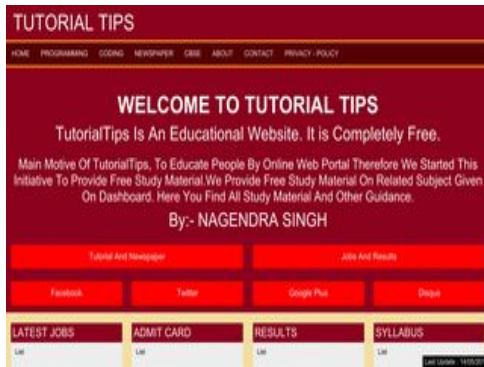 TUTORIAL TIPS
HOME PROGRAMMING CODING NEWSPAPER CBSE ABOUT CONTACT PRIVACY - POLICY
WELCOME TO TUTORIAL TIPS
TutorialTips Is An Educational Website. It is Completely Free.
Main Motive Of TutorialTips, To Educate People By Online Web Portal Therefore We Started This
Initiative To Provide Free Study Material.We Provide Free Study Material On Related Subject Given
On Dashboard. Here You Find All Study Material And Other Guidance.
By:- NAGENDRA SINGH
Tutorial And Newspaper Jobs And Results
Facebook Twitter Google Plus Disqus
LATEST JOBS ADMIT CARD RESULTS SYLLABUS
List List List List
Last Update : 14/05/201